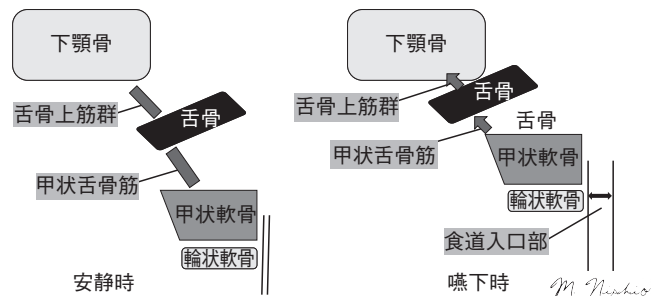 下顎骨
舌骨上筋群
舌骨
甲状舌骨筋
甲状軟骨
輪状軟骨
安静時
下顎骨
舌骨上筋群
舌骨
舌骨
甲状舌骨筋
甲状軟骨
輪状軟骨
食道入口部
嚥下時
M Nishio